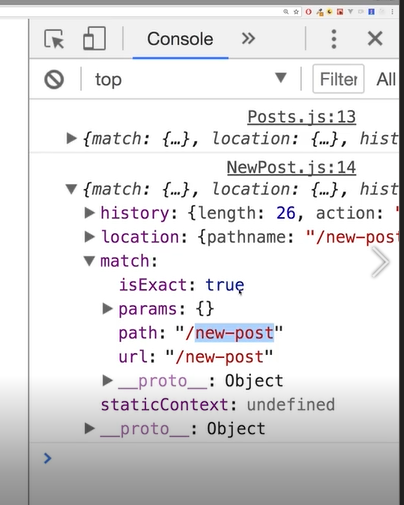 Console »
top ▼ Filter All
Posts.js:13
▶{match: {…}, location: {…}, hist
NewPost.js:14
▼{match: {…}, location: {…}, hist
▶history: {length: 26, action: "
▶location: {pathname: "/new-post
▼match:
isExact: true
▶params: {}
path: "/new-post"
url: "/new-post"
▶__proto__: Object
staticContext: undefined
▶__proto__: Object
>